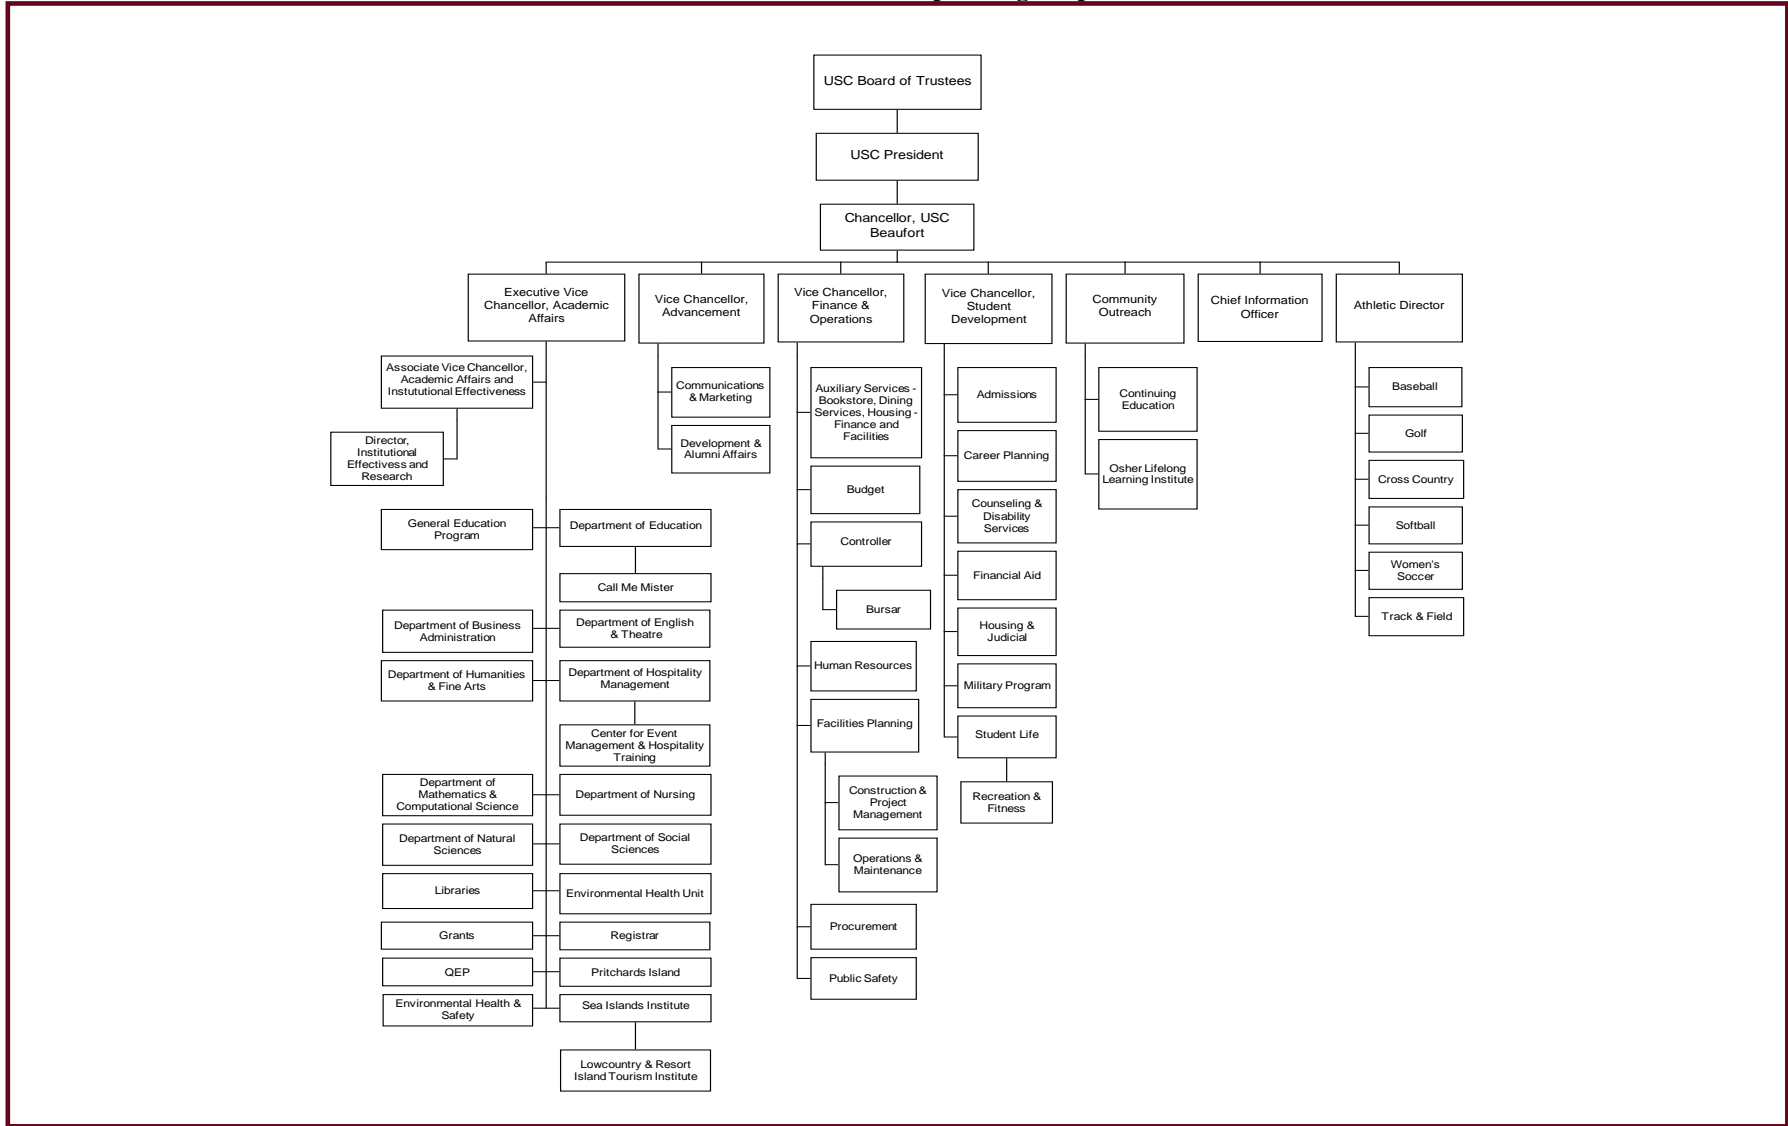 USC Board of Trustees
USC President
Chancellor, USC
Beaufort
Executive Vice
Chancellor, Academic
Affairs
Vice Chancellor,
Advancement
Vice Chancellor,
Finance &
Operations
Vice Chancellor,
Student
Development
Community
Outreach
Chief Information
Officer
Athletic Director
Associate Vice Chancellor,
Academic Affairs and
Instutional Effectiveness
Director,
Institutional
Effectivess and
Research
General Education
Program
Department of Education
Call Me Mister
Department of Business
Administration
Department of English
& Theatre
Department of Humanities
& Fine Arts
Department of Hospitality
Management
Center for Event
Management & Hospitality
Training
Department of
Mathematics &
Computational Science
Department of Nursing
Department of Natural
Sciences
Department of Social
Sciences
Libraries
Environmental Health Unit
Grants
Registrar
QEP
Pritchards Island
Environmental Health &
Safety
Sea Islands Institute
Lowcountry & Resort
Island Tourism Institute
Communications
& Marketing
Development &
Alumni Affairs
Auxiliary Services -
Bookstore, Dining
Services, Housing -
Finance and
Facilities
Budget
Controller
Bursar
Human Resources
Facilities Planning
Construction &
Project
Management
Operations &
Maintenance
Procurement
Public Safety
Admissions
Career Planning
Counseling &
Disability
Services
Financial Aid
Housing &
Judicial
Military Program
Student Life
Recreation &
Fitness
Continuing
Education
Osher Lifelong
Learning Institute
Baseball
Golf
Cross Country
Softball
Women's
Soccer
Track & Field